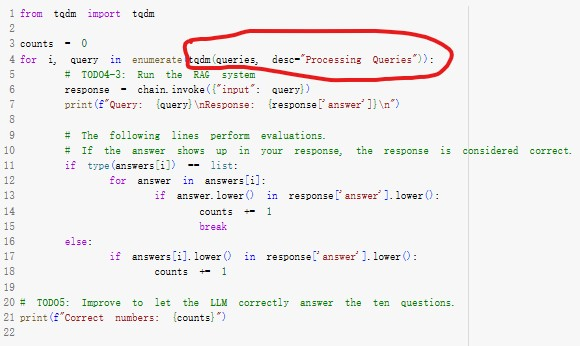 1 from tqdm import tqdm
2
3 counts = 0
4 for i, query in enumerate(tqdm(queries, desc="Processing Queries")):
5 # TODO4-3: Run the RAG system
6 response = chain.invoke({"input": query})
7 print(f"Query: {query}\nResponse: {response['answer']}\n")
8
9 # The following lines perform evaluations.
10 # If the answer shows up in your response, the response is considered correct.
11 if type(answers[i]) == list:
12 for answer in answers[i]:
13 if answer.lower() in response['answer'].lower():
14 counts += 1
15 break
16 else:
17 if answers[i].lower() in response['answer'].lower():
18 counts += 1
19
20 # TODO5: Improve to let the LLM correctly answer the ten questions.
21 print(f"Correct numbers: {counts}")
22